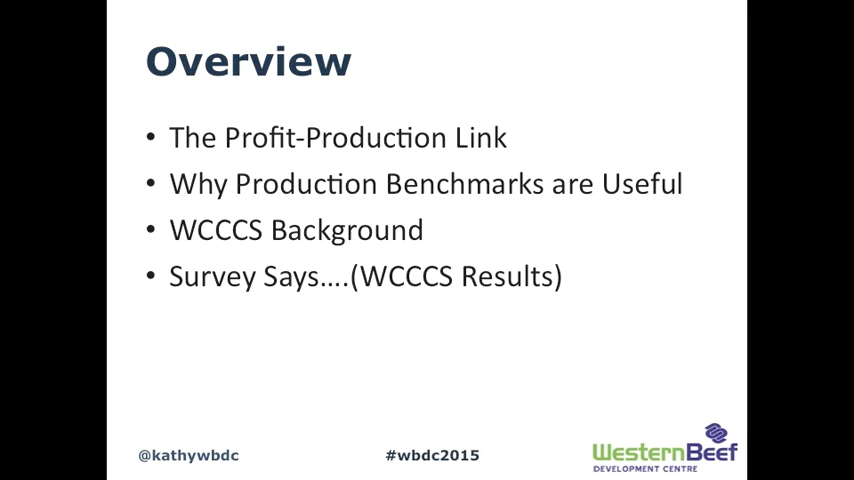 Overview
• The Profit-Production Link
• Why Production Benchmarks are Useful
• WCCCS Background
• Survey Says….(WCCCS Results)
@kathywbdc
#wbdc2015
WesternBeef
DEVELOPMENT CENTRE